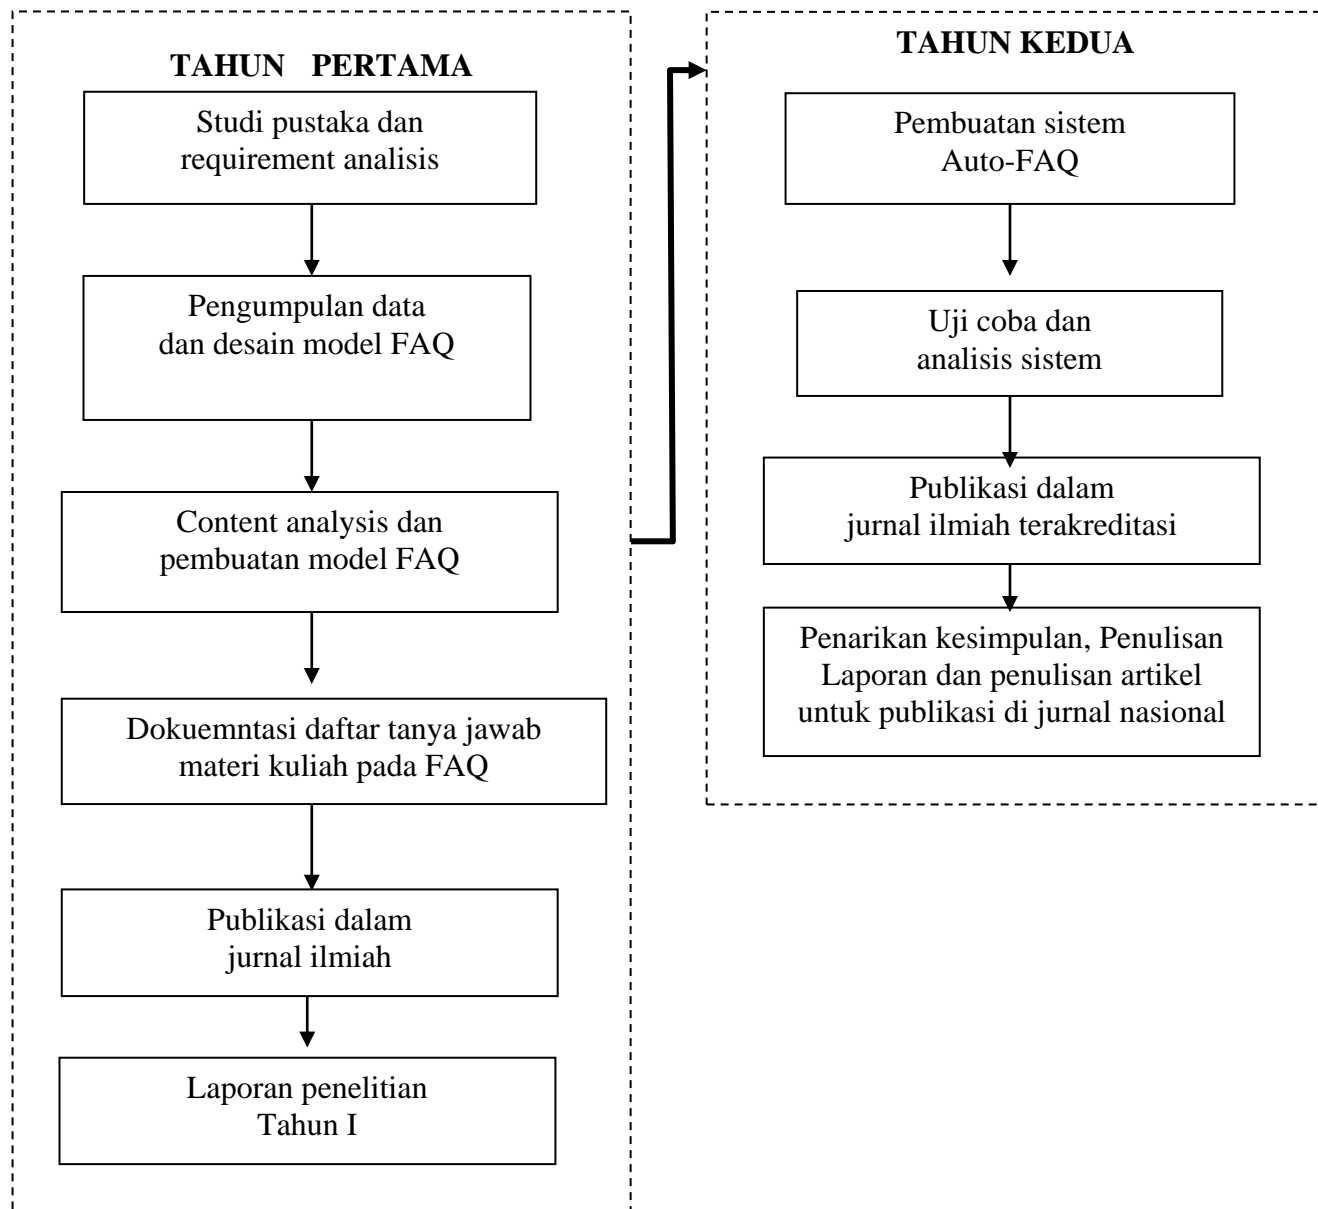 TAHUN PERTAMA
Studi pustaka dan
requirement analisis
Pengumpulan data
dan desain model FAQ
Content analysis dan
pembuatan model FAQ
Dokuemntasi daftar tanya jawab
materi kuliah pada FAQ
Publikasi dalam
jurnal ilmiah
Laporan penelitian
Tahun I
TAHUN KEDUA
Pembuatan sistem
Auto-FAQ
Uji coba dan
analisis sistem
Publikasi dalam
jurnal ilmiah terakreditasi
Penarikan kesimpulan, Penulisan
Laporan dan penulisan artikel
untuk publikasi di jurnal nasional